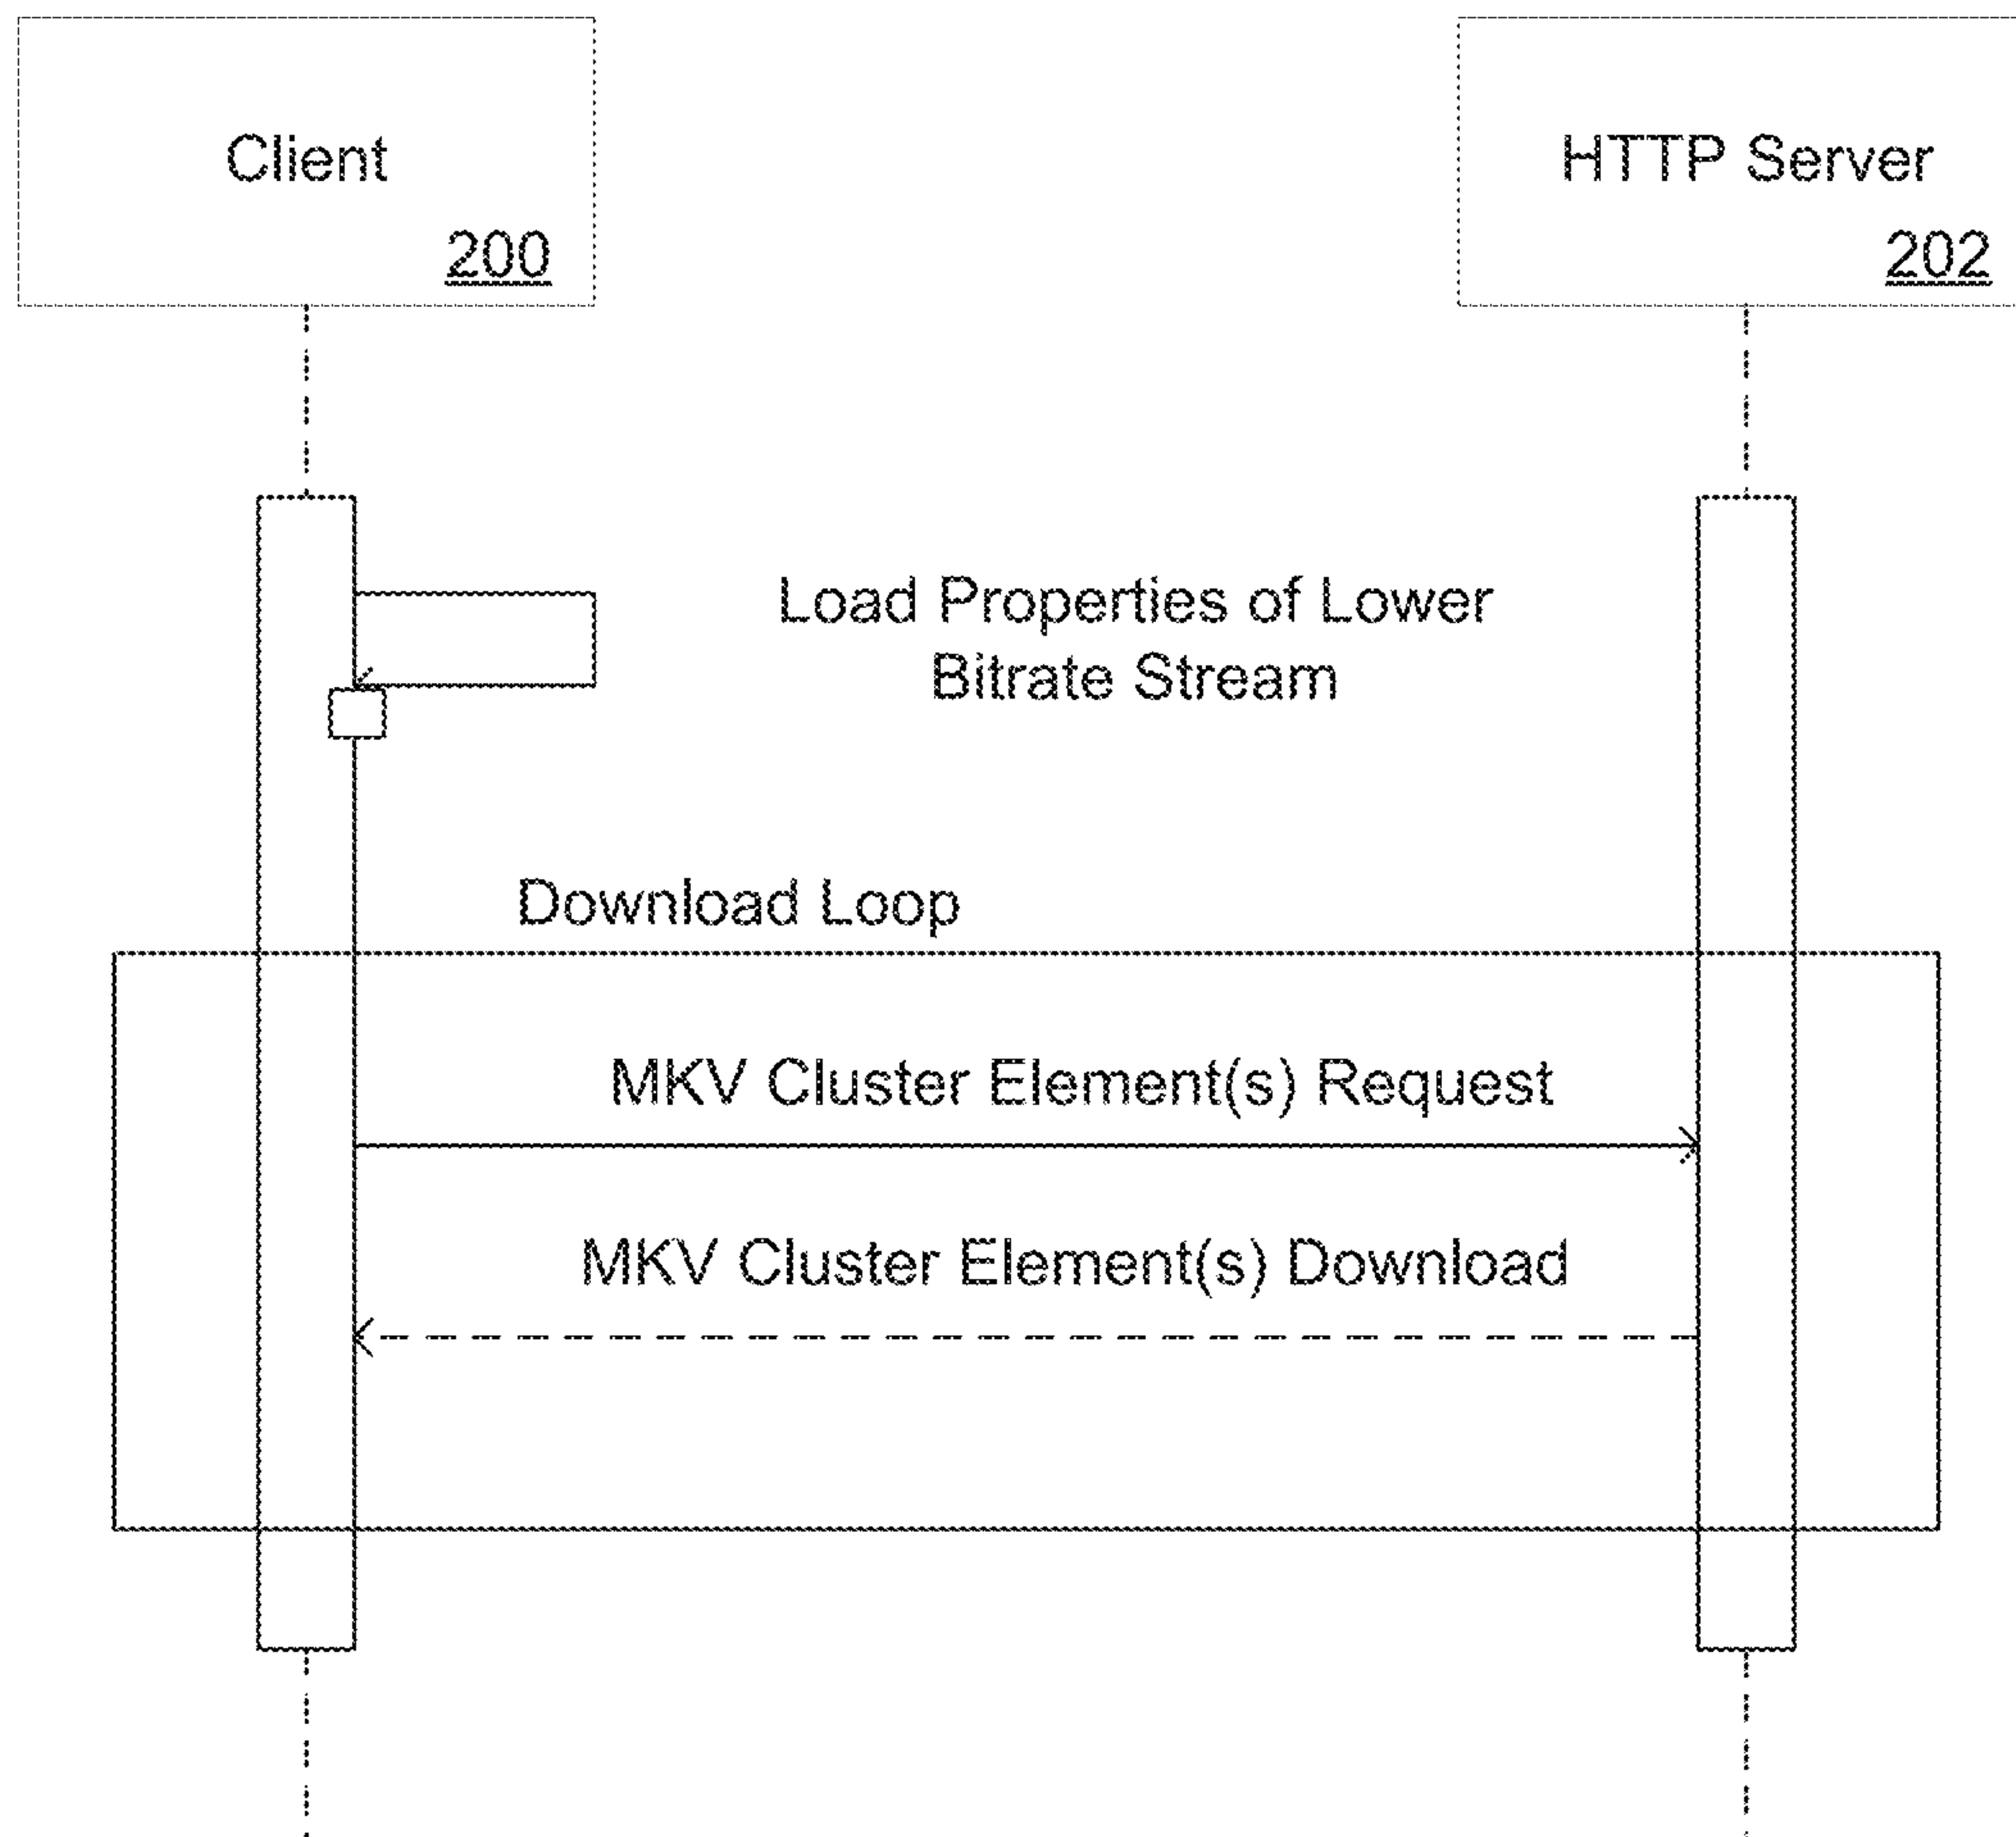 Client
200
HTTP Server
202
Load Properties of Lower
Bitrate Stream
Download Loop
MKV Cluster Element(s) Request
MKV Cluster Element(s) Download